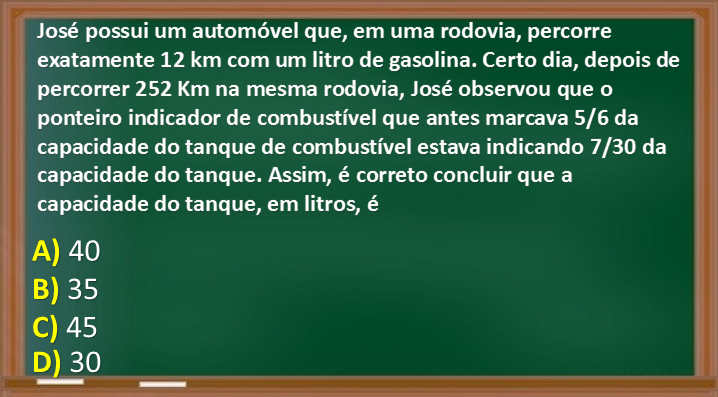 José possui um automóvel que, em uma rodovia, percorre
exatamente 12 km com um litro de gasolina. Certo dia, depois de
percorrer 252 Km na mesma rodovia, José observou que o
ponteiro indicador de combustível que antes marcava 5/6 da
capacidade do tanque de combustível estava indicando 7/30 da
capacidade do tanque. Assim, é correto concluir que a
capacidade do tanque, em litros, é
A) 40
B) 35
C) 45
D) 30